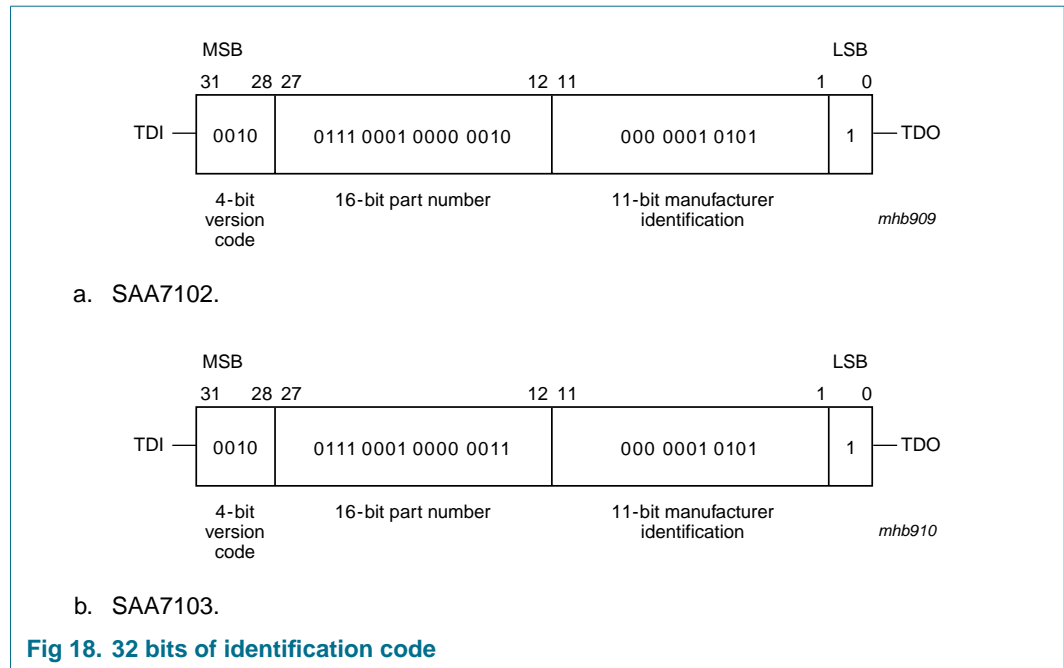 MSB LSB
31 28 27 12 11 1 0
TDI 0010 0111 0001 0000 0010 000 0001 0101 1 TDO
4-bit version code 16-bit part number 11-bit manufacturer identification
mhb909
a. SAA7102.
MSB LSB
31 28 27 12 11 1 0
TDI 0010 0111 0001 0000 0011 000 0001 0101 1 TDO
4-bit version code 16-bit part number 11-bit manufacturer identification
mhb910
b. SAA7103.
Fig 18. 32 bits of identification code